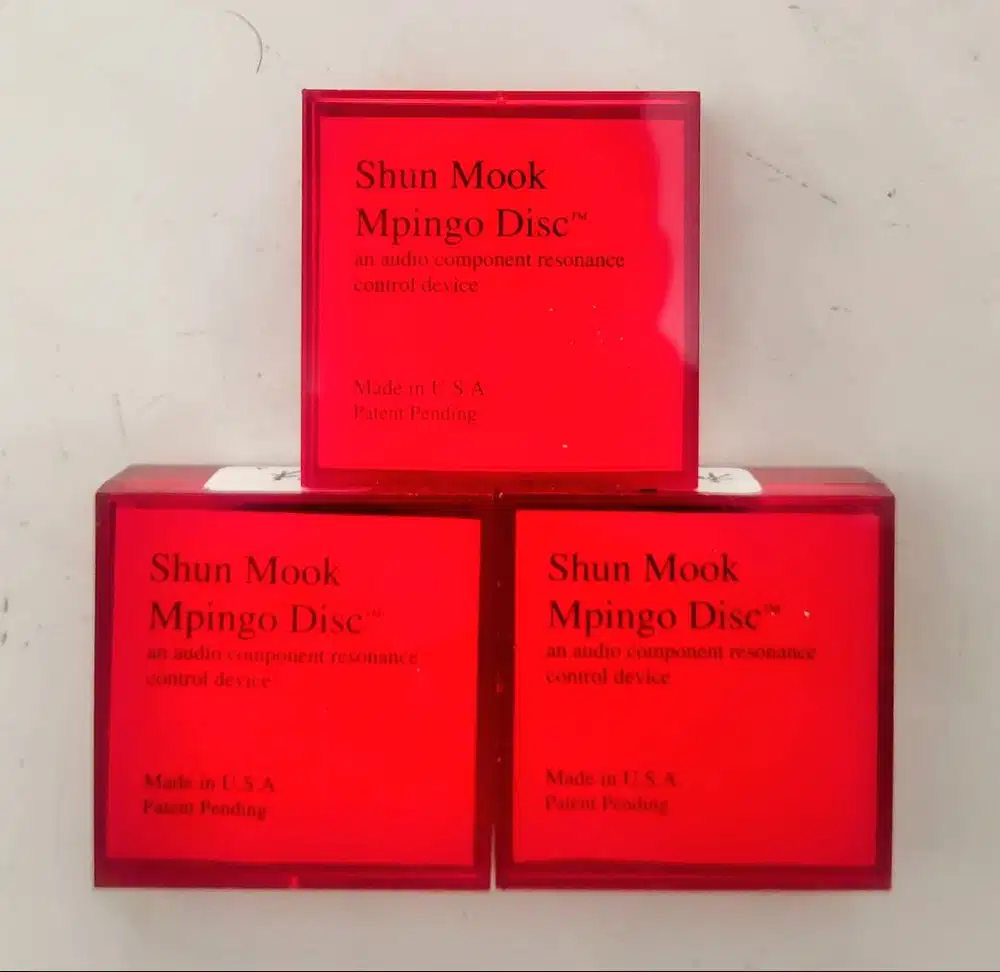 Shun Mook
Mpingo Disc™
an audio component resonance
control device
Made in U.S.A
Patent Pending
Shun Mook
Mpingo Disc™
an audio component resonance
control device
Made in U.S.A
Patent Pending
Shun Mook
Mpingo Disc™
an audio component resonance
control device
Made in U.S.A
Patent Pending